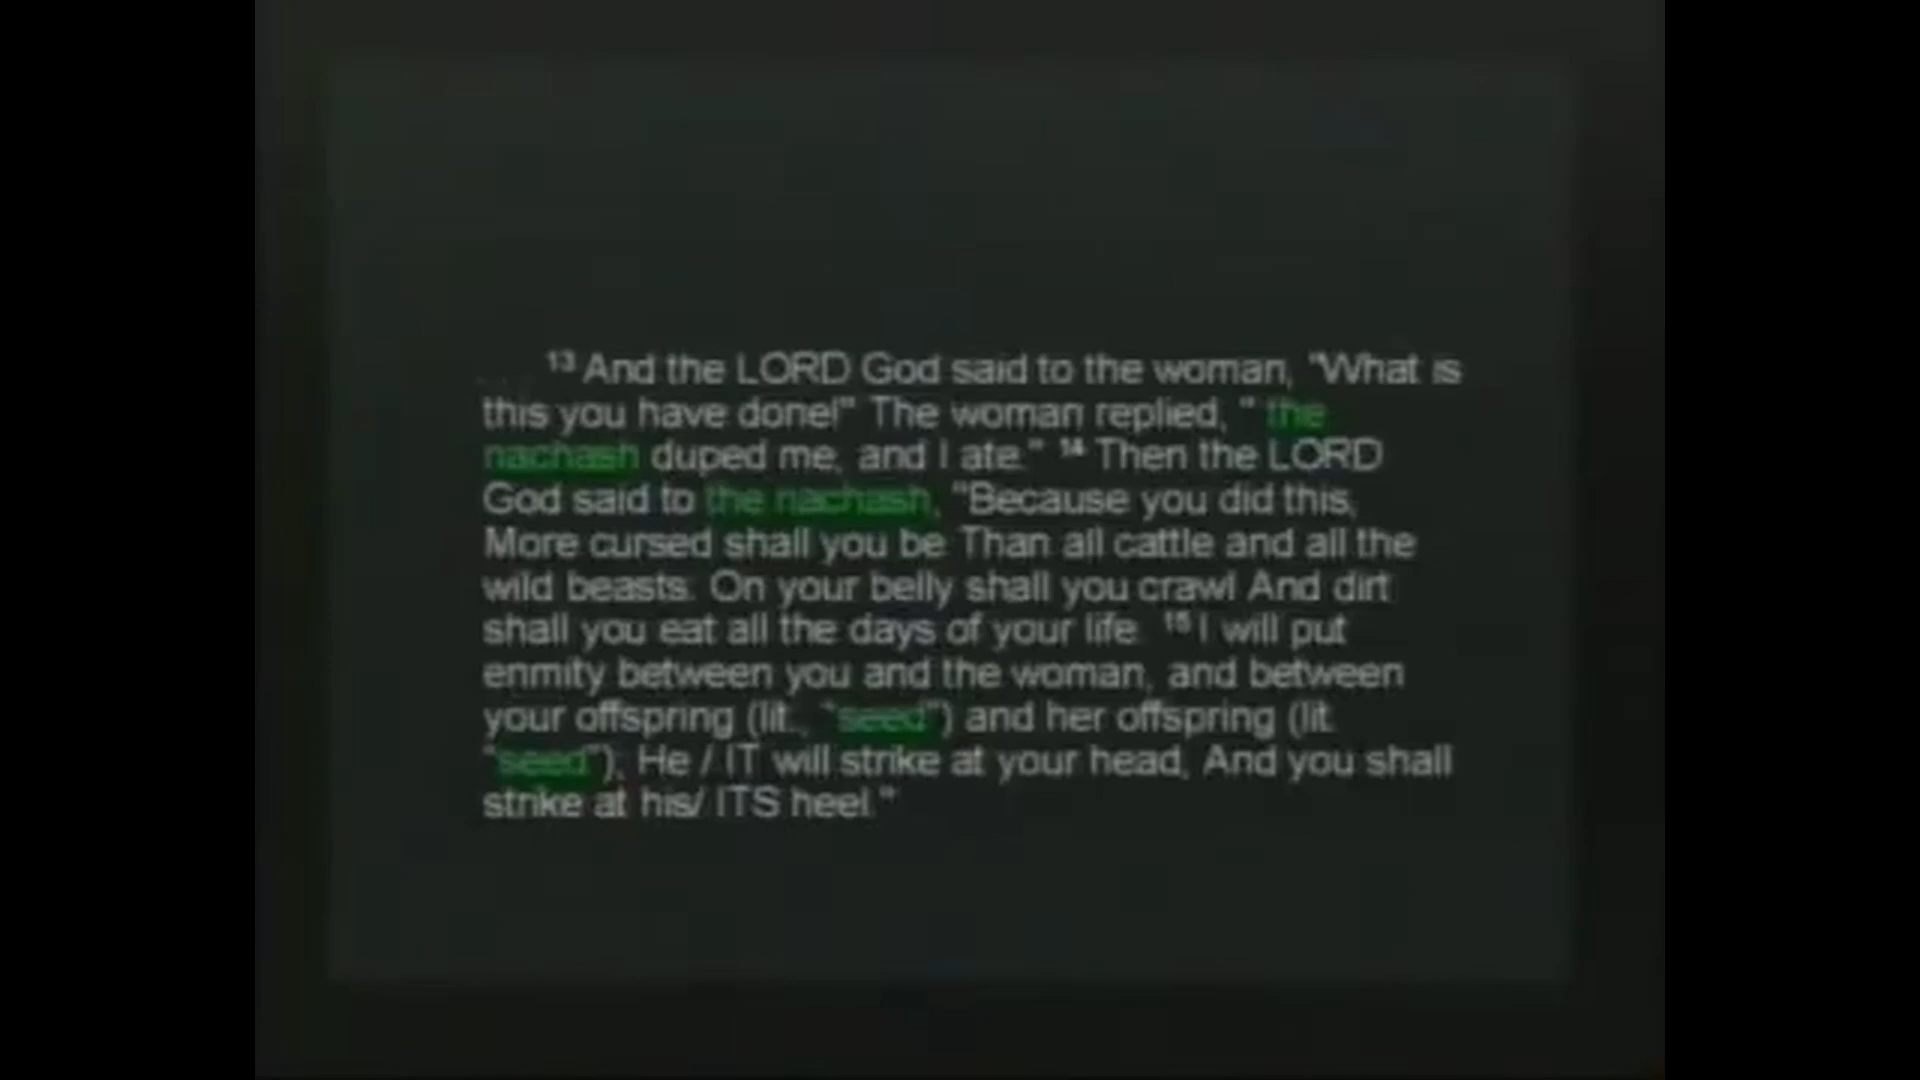 ¹³ And the LORD God said to the woman, "What is
this you have done!" The woman replied, " the
nachash duped me, and I ate." ¹⁴ Then the LORD
God said to the nachash, "Because you did this,
More cursed shall you be Than all cattle and all the
wild beasts: On your belly shall you crawl And dirt
shall you eat all the days of your life. ¹⁵ I will put
enmity between you and the woman, and between
your offspring (lit., "seed") and her offspring (lit.
"seed"); He / IT will strike at your head, And you shall
strike at his/ ITS heel."